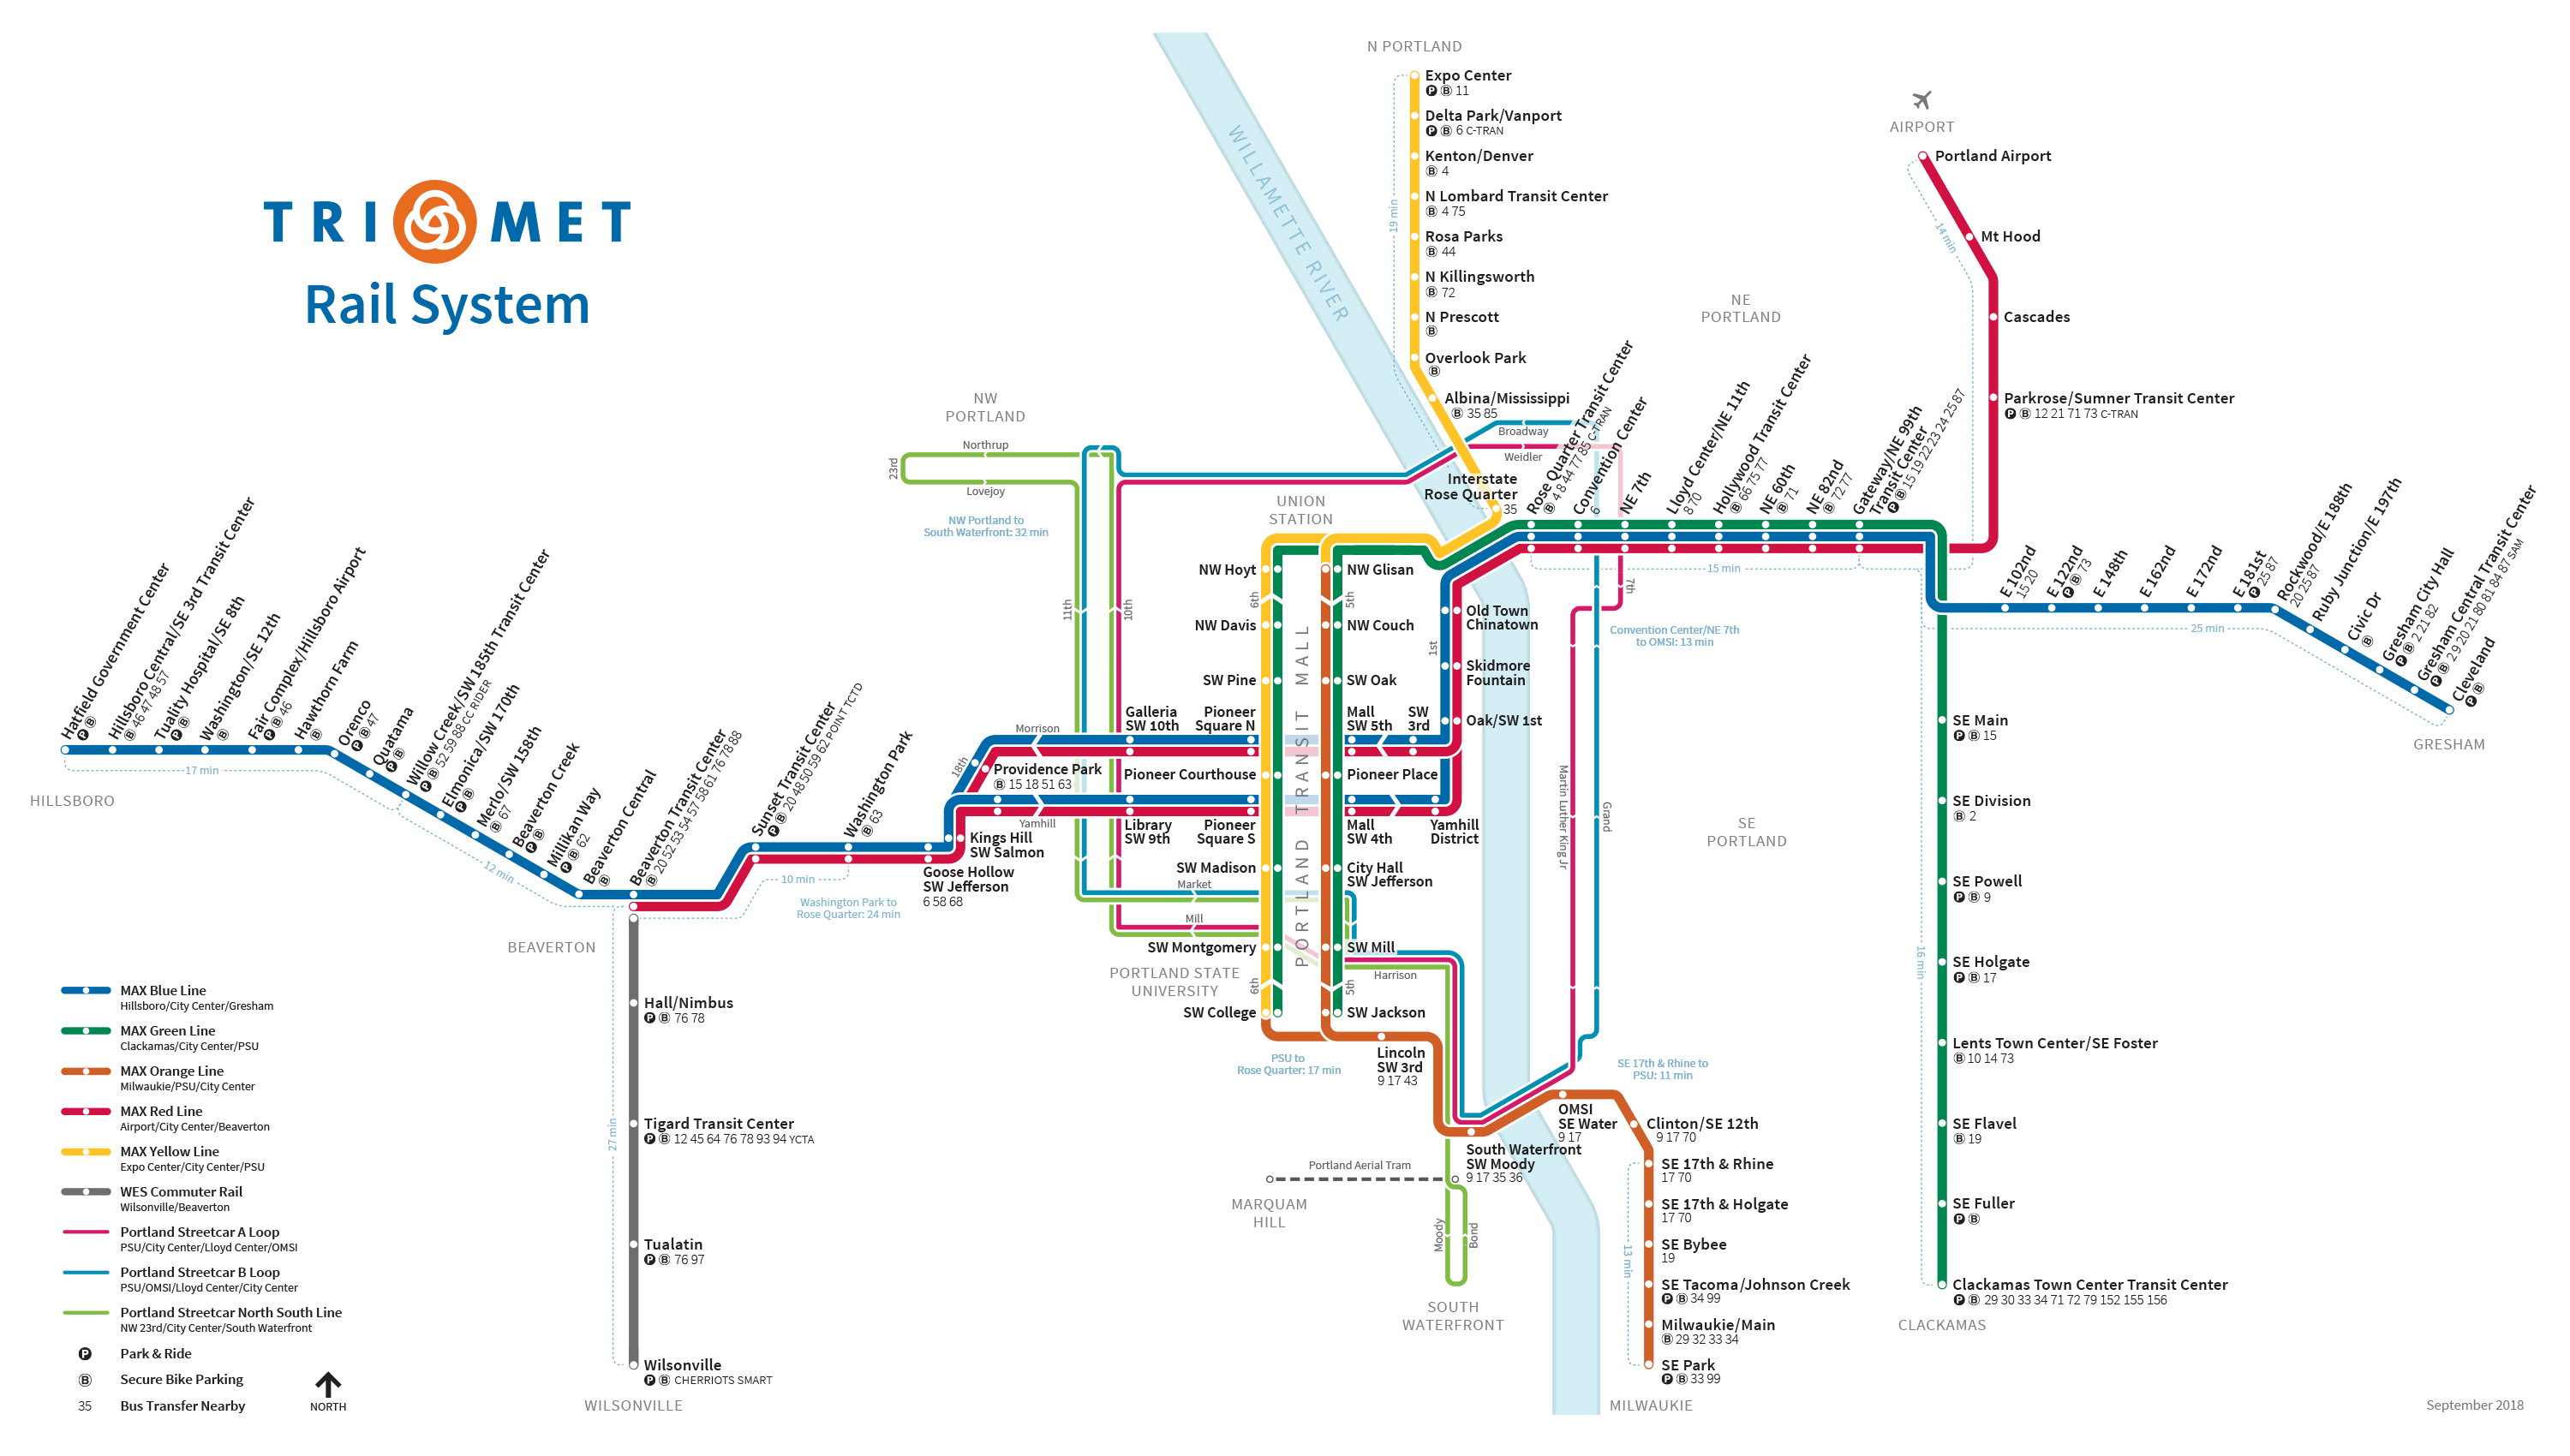 TRI MET
Rail System
N PORTLAND
Expo Center
P B 11
Delta Park/Vanport
P B 6 C-TRAN
Kenton/Denver
B 4
N Lombard Transit Center
B 4 75
Rosa Parks
B 44
N Killingsworth
B 72
N Prescott
B
Overlook Park
B
Albina/Mississippi
B 35 85
Interstate
Rose Quarter
35
19 min
WILLAMETTE RIVER
AIRPORT
Portland Airport
Mt Hood
Cascades
Parkrose/Sumner Transit Center
P B 12 21 71 73 C-TRAN
14 min
NE
PORTLAND
Broadway
Weidler
Rose Quarter Transit Center
B 4 8 44 77 85 C-TRAN
Convention Center
6
NE 7th
Lloyd Center/NE 11th
8 70
Hollywood Transit Center
B 66 75 77
NE 60th
B 71
NE 82nd
B 72 77
Gateway/NE 99th
Transit Center
P B 15 19 22 23 24 25 87
15 min
E 102nd
15 20
E 122nd
P B 73
E 148th
E 162nd
E 172nd
E 181st
P 25 87
Rockwood/E 188th
20 25 87
Ruby Junction/E 197th
Civic Dr
B
Gresham City Hall
P B 2 21 82
Gresham Central Transit Center
P B 2 9 20 21 80 81 84 87 SAM
Cleveland
P B
25 min
GRESHAM
NW
PORTLAND
Northrup
23rd
Lovejoy
NW Portland to
South Waterfront: 32 min
11th
10th
UNION
STATION
NW Hoyt
NW Glisan
6th
5th
NW Davis
NW Couch
SW Pine
SW Oak
PORTLAND TRANSIT MALL
1st
Old Town
Chinatown
Skidmore
Fountain
Oak/SW 1st
7th
Convention Center/NE 7th
to OMSI: 13 min
Martin Luther King Jr
Grand
SE
PORTLAND
Hatfield Government Center
P B
Hillsboro Central/SE 3rd Transit Center
B 46 47 48 57
Tuality Hospital/SE 8th
P B
Washington/SE 12th
B
Fair Complex/Hillsboro Airport
P B 46
Hawthorn Farm
B
Orenco
P B 47
Quatama
P B
Willow Creek/SW 185th Transit Center
P B 52 59 88 CC RIDER
Elmonica/SW 170th
P B
Merlo/SW 158th
B 67
Beaverton Creek
P B
Millikan Way
P B 62
Beaverton Central
B
Beaverton Transit Center
B 20 52 53 54 57 58 61 76 78 88
Sunset Transit Center
P B 20 48 50 59 62 POINT TCTD
Washington Park
B 63
17 min
12 min
10 min
HILLSBORO
BEAVERTON
Washington Park to
Rose Quarter: 24 min
Goose Hollow
SW Jefferson
6 58 68
Kings Hill
SW Salmon
18th
Providence Park
B 15 18 51 63
Morrison
Yamhill
Galleria
SW 10th
Pioneer
Square N
Mall
SW 5th
SW
3rd
Pioneer Courthouse
Pioneer Place
Library
SW 9th
Pioneer
Square S
Mall
SW 4th
Yamhill
District
SW Madison
City Hall
SW Jefferson
Market
Mill
SW Montgomery
SW Mill
Harrison
PORTLAND STATE
UNIVERSITY
6th
5th
SW College
SW Jackson
PSU to
Rose Quarter: 17 min
Lincoln
SW 3rd
9 17 43
South Waterfront
SW Moody
9 17 35 36
OMSI
SE Water
9 17
SE 17th & Rhine to
PSU: 11 min
Clinton/SE 12th
9 17 70
SE 17th & Rhine
17 70
SE 17th & Holgate
17 70
SE Bybee
19
SE Tacoma/Johnson Creek
P B 34 99
Milwaukie/Main
B 29 32 33 34
SE Park
P B 33 99
13 min
MILWAUKIE
Portland Aerial Tram
MARQUAM
HILL
Moody
Bond
SOUTH
WATERFRONT
SE Main
P B 15
SE Division
B 2
SE Powell
P B 9
SE Holgate
P B 17
Lents Town Center/SE Foster
B 10 14 73
SE Flavel
B 19
SE Fuller
P B
Clackamas Town Center Transit Center
P B 29 30 33 34 71 72 79 152 155 156
16 min
CLACKAMAS
Hall/Nimbus
P B 76 78
Tigard Transit Center
P B 12 45 64 76 78 93 94 YCTA
Tualatin
P B 76 97
Wilsonville
P B CHERRIOTS SMART
27 min
WILSONVILLE
MAX Blue Line
Hillsboro/City Center/Gresham
MAX Green Line
Clackamas/City Center/PSU
MAX Orange Line
Milwaukie/PSU/City Center
MAX Red Line
Airport/City Center/Beaverton
MAX Yellow Line
Expo Center/City Center/PSU
WES Commuter Rail
Wilsonville/Beaverton
Portland Streetcar A Loop
PSU/City Center/Lloyd Center/OMSI
Portland Streetcar B Loop
PSU/OMSI/Lloyd Center/City Center
Portland Streetcar North South Line
NW 23rd/City Center/South Waterfront
P Park & Ride
B Secure Bike Parking
35 Bus Transfer Nearby
NORTH
September 2018